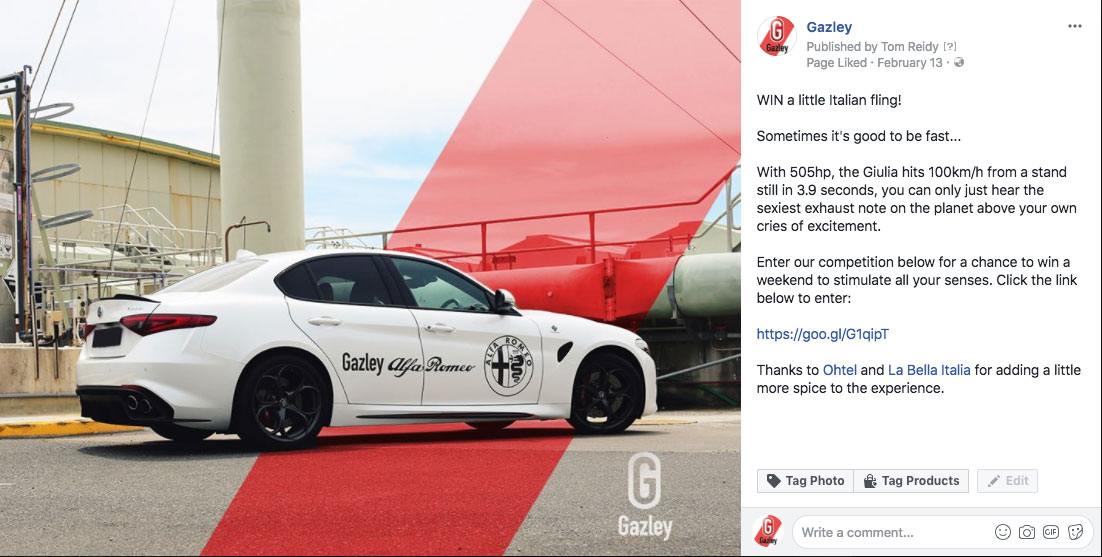 Gazley Alfa Romeo
ALFA ROMEO
G
Gazley
G
Gazley
Gazley
Published by Tom Reidy [?]
Page Liked · February 13 ·
WIN a little Italian fling!
Sometimes it's good to be fast...
With 505hp, the Giulia hits 100km/h from a stand
still in 3.9 seconds, you can only just hear the
sexiest exhaust note on the planet above your own
cries of excitement.
Enter our competition below for a chance to win a
weekend to stimulate all your senses. Click the link
below to enter:
https://goo.gl/G1qipT
Thanks to Ohtel and La Bella Italia for adding a little
more spice to the experience.
Tag Photo
Tag Products
Edit
G
Gazley
Write a comment...
GIF